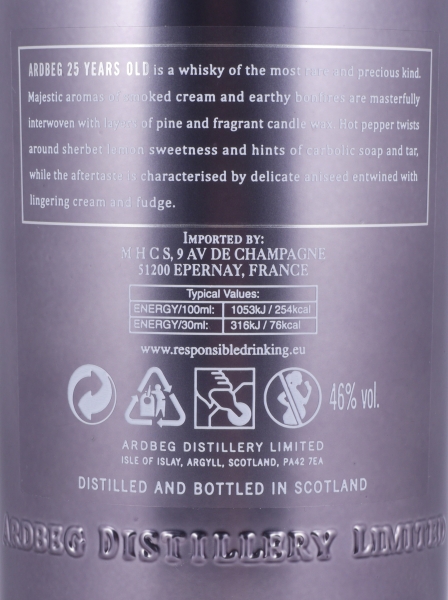 ARDBEG 25 YEARS OLD is a whisky of the most rare and precious kind.
Majestic aromas of smoked cream and earthy bonfires are masterfully
interwoven with layers of pine and fragrant candle wax. Hot pepper twists
around sherbet lemon sweetness and hints of carbolic soap and tar,
while the aftertaste is characterised by delicate aniseed entwined with
lingering cream and fudge.
IMPORTED BY:
M H C S, 9 AV DE CHAMPAGNE
51200 EPERNAY, FRANCE
Typical Values:
ENERGY/100ml: 1053kJ / 254kcal
ENERGY/30ml: 316kJ / 76kcal
www.responsibledrinking.eu
46% vol.
ARDBEG DISTILLERY LIMITED
ISLE OF ISLAY, ARGYLL, SCOTLAND, PA42 7EA
DISTILLED AND BOTTLED IN SCOTLAND
ARDBEG DISTILLERY LIMITED